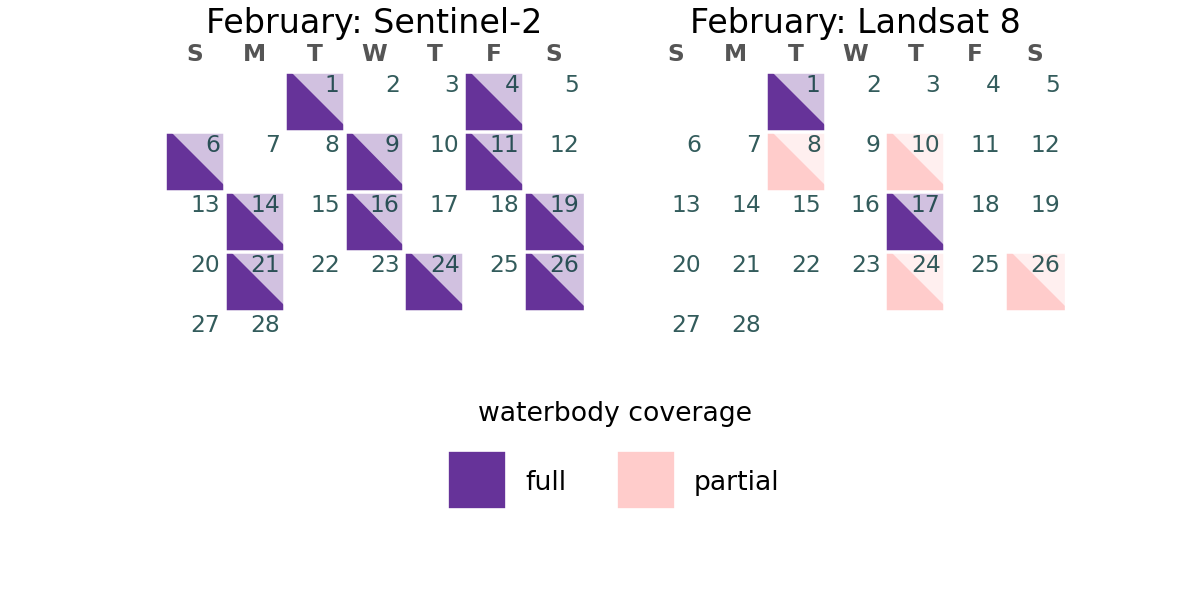 February: Sentinel-2
S M T W T F S
1 2 3 4 5
6 7 8 9 10 11 12
13 14 15 16 17 18 19
20 21 22 23 24 25 26
27 28
February: Landsat 8
S M T W T F S
1 2 3 4 5
6 7 8 9 10 11 12
13 14 15 16 17 18 19
20 21 22 23 24 25 26
27 28
waterbody coverage
full partial